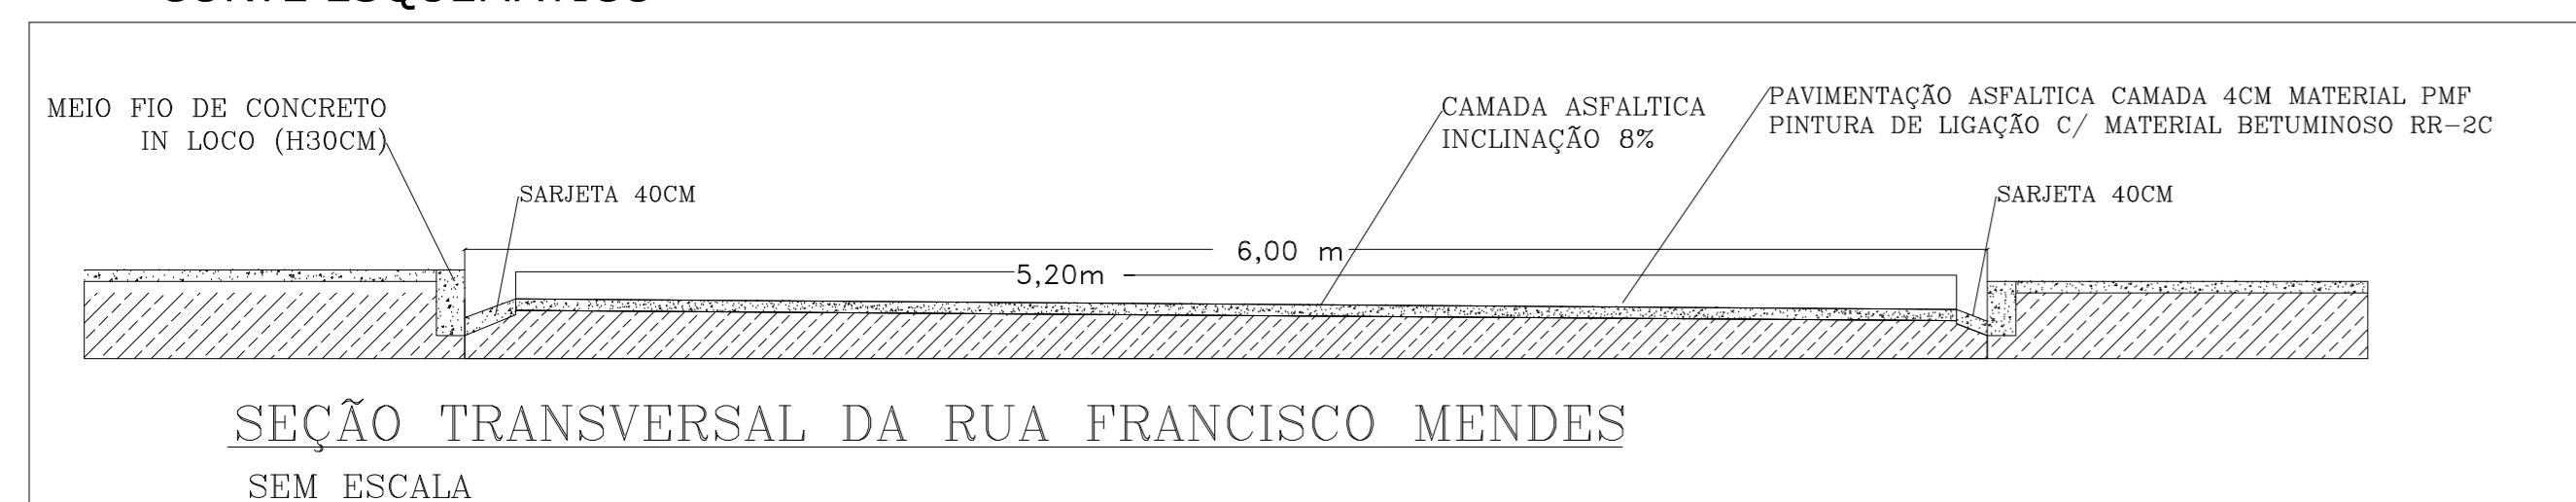 MEIO FIO DE CONCRETO
IN LOCO (H30CM)
SARJETA 40CM
CAMADA ASFALTICA
INCLINAÇÃO 8%
PAVIMENTAÇÃO ASFALTICA CAMADA 4CM MATERIAL PMF
PINTURA DE LIGAÇÃO C/ MATERIAL BETUMINOSO RR-2C
SARJETA 40CM
6,00 m
5,20m
SEÇÃO TRANSVERSAL DA RUA FRANCISCO MENDES
SEM ESCALA